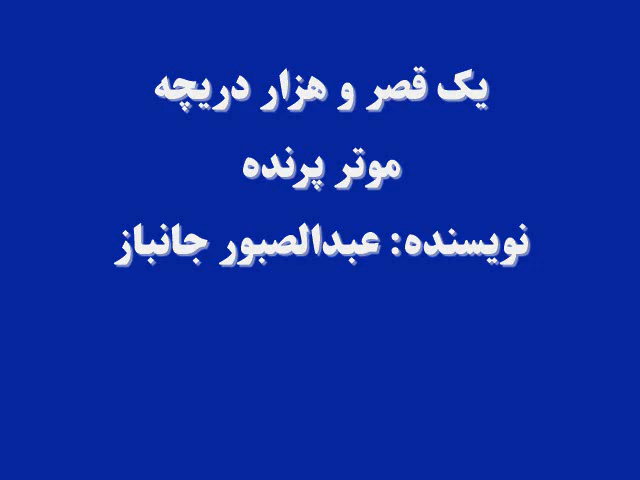 یک قصر و هزار دریچه
موتر پرنده
نویسنده: عبدالصبور جانباز